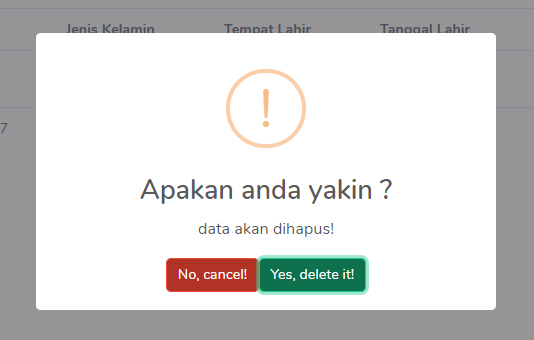 Jenis Kelamin Tempat Lahir Tanggal Lahir
7
!
Apakan anda yakin ?
data akan dihapus!
No, cancel! Yes, delete it!